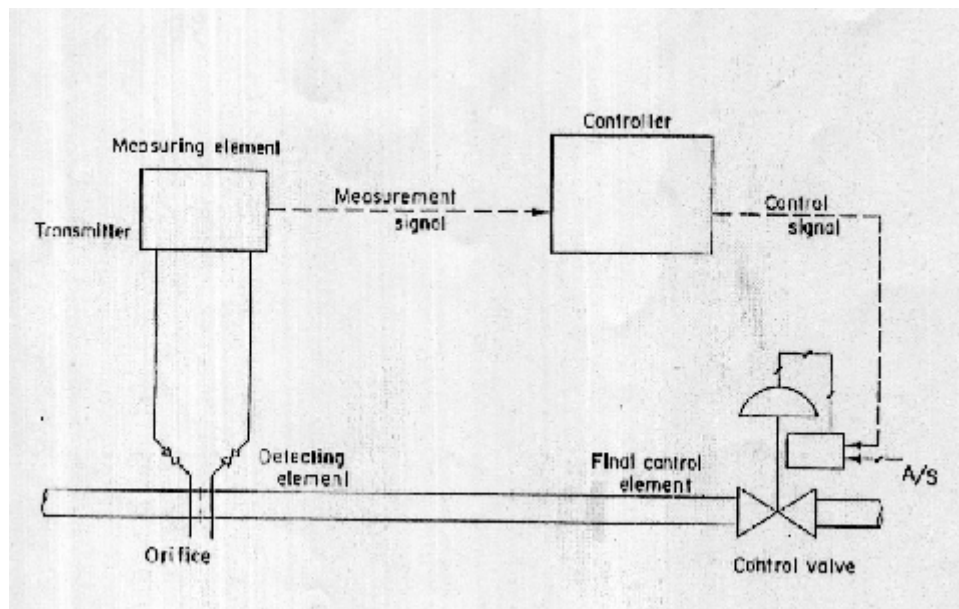 Controller
Measuring element
Measurement
signal
Control
signal
Transmitter
Detecting
element
Final control
element
A/S
Orifice
Control valve